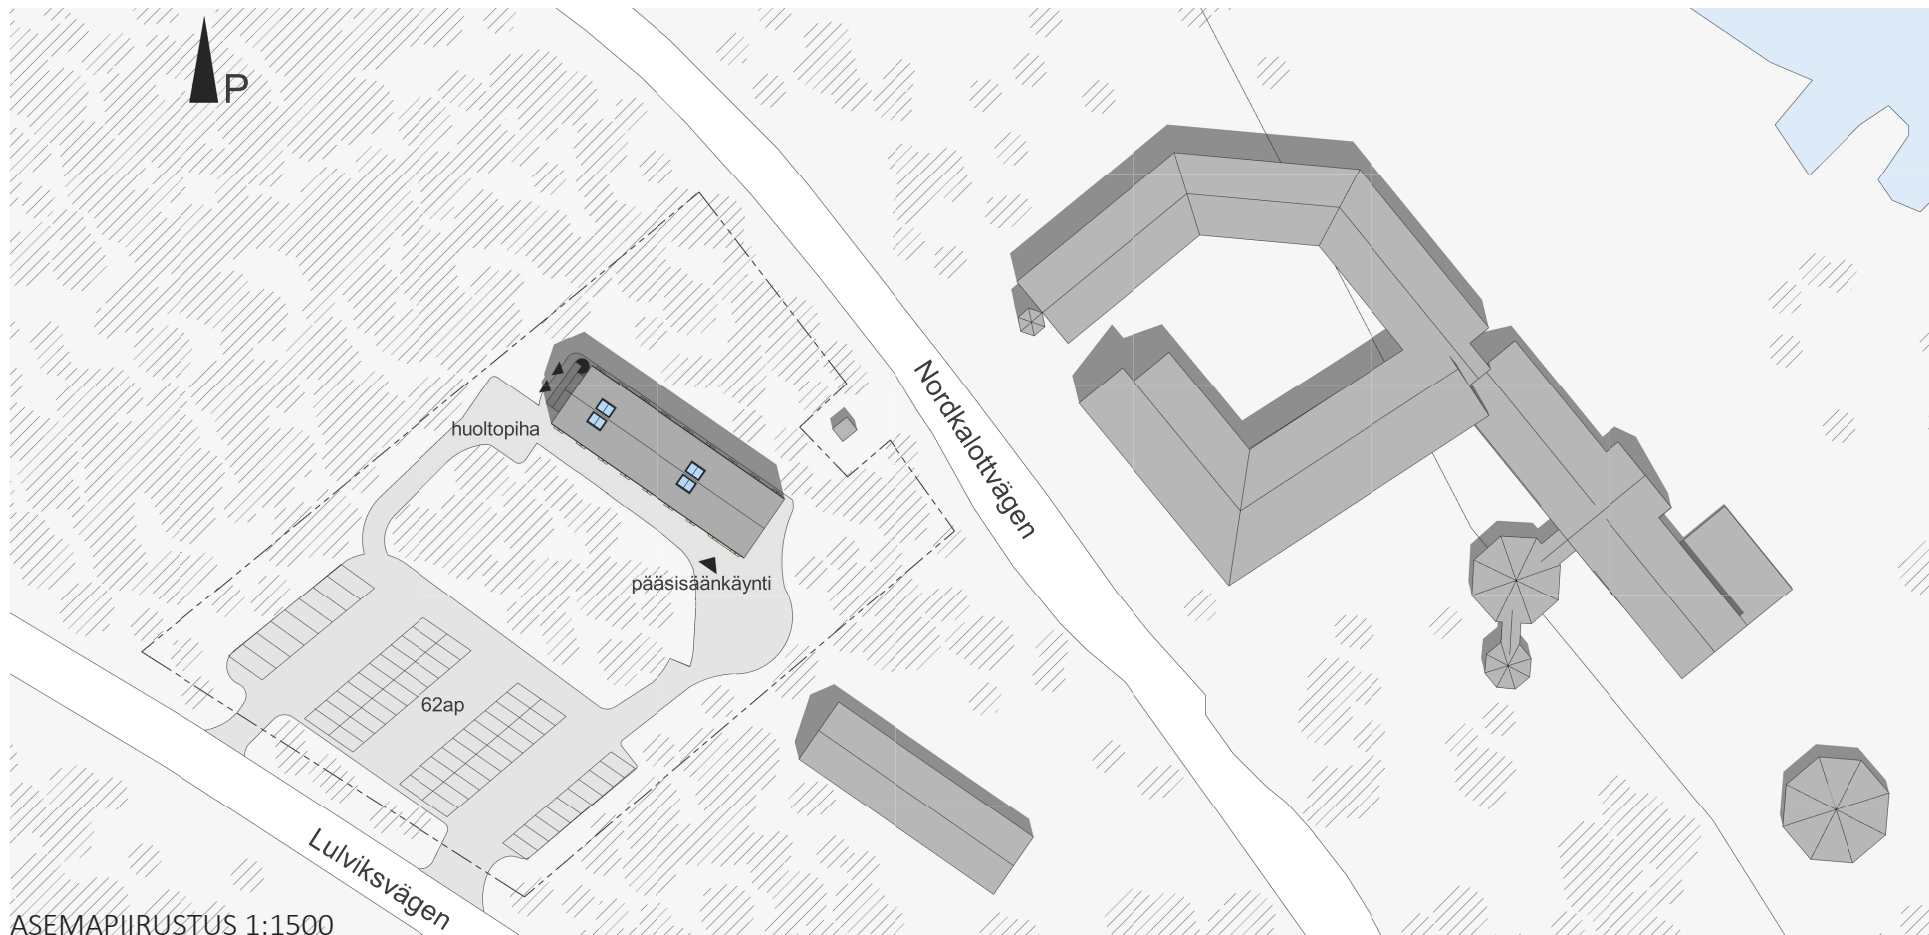 P
Nordkalottvägen
huoltopiha
pääsisäänkäynti
62ap
Lulviksvägen
ASEMAPIIRUSTUS 1:1500